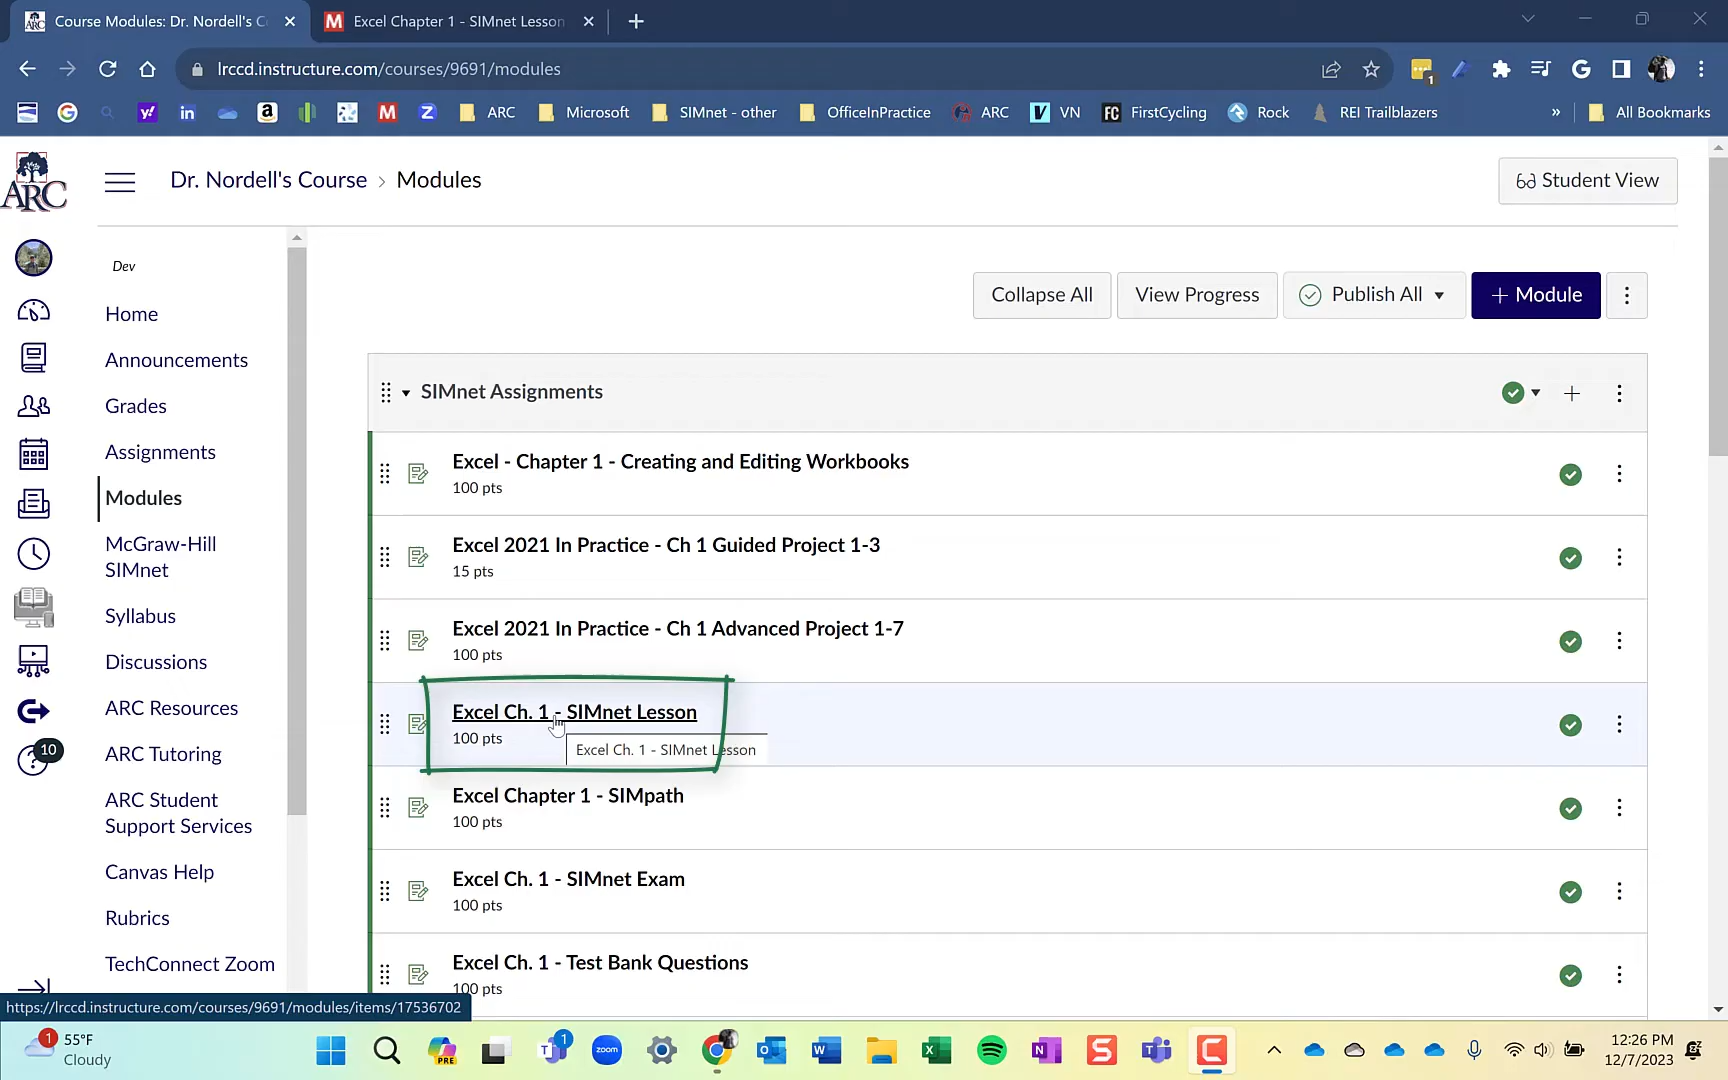 Course Modules: Dr. Nordell's C
Excel Chapter 1 - SIMnet Lesson
lrccd.instructure.com/courses/9691/modules
1
ARC
Microsoft
SIMnet - other
OfficeInPractice
ARC
VN
FC
FirstCycling
Rock
REI Trailblazers
»
All Bookmarks
ARC
Dr. Nordell's Course › Modules
Student View
Dev
Home
Announcements
Grades
Assignments
Modules
McGraw-Hill
SIMnet
Syllabus
Discussions
ARC Resources
10
ARC Tutoring
ARC Student
Support Services
Canvas Help
Rubrics
TechConnect Zoom
Collapse All
View Progress
Publish All
+ Module
SIMnet Assignments
Excel - Chapter 1 - Creating and Editing Workbooks
100 pts
Excel 2021 In Practice - Ch 1 Guided Project 1-3
15 pts
Excel 2021 In Practice - Ch 1 Advanced Project 1-7
100 pts
Excel Ch. 1 - SIMnet Lesson
100 pts
Excel Ch. 1 - SIMnet Lesson
Excel Chapter 1 - SIMpath
100 pts
Excel Ch. 1 - SIMnet Exam
100 pts
Excel Ch. 1 - Test Bank Questions
100 pts
https://lrccd.instructure.com/courses/9691/modules/items/17536702
1
55°F
Cloudy
PRE
1
zoom
12:26 PM
12/7/2023